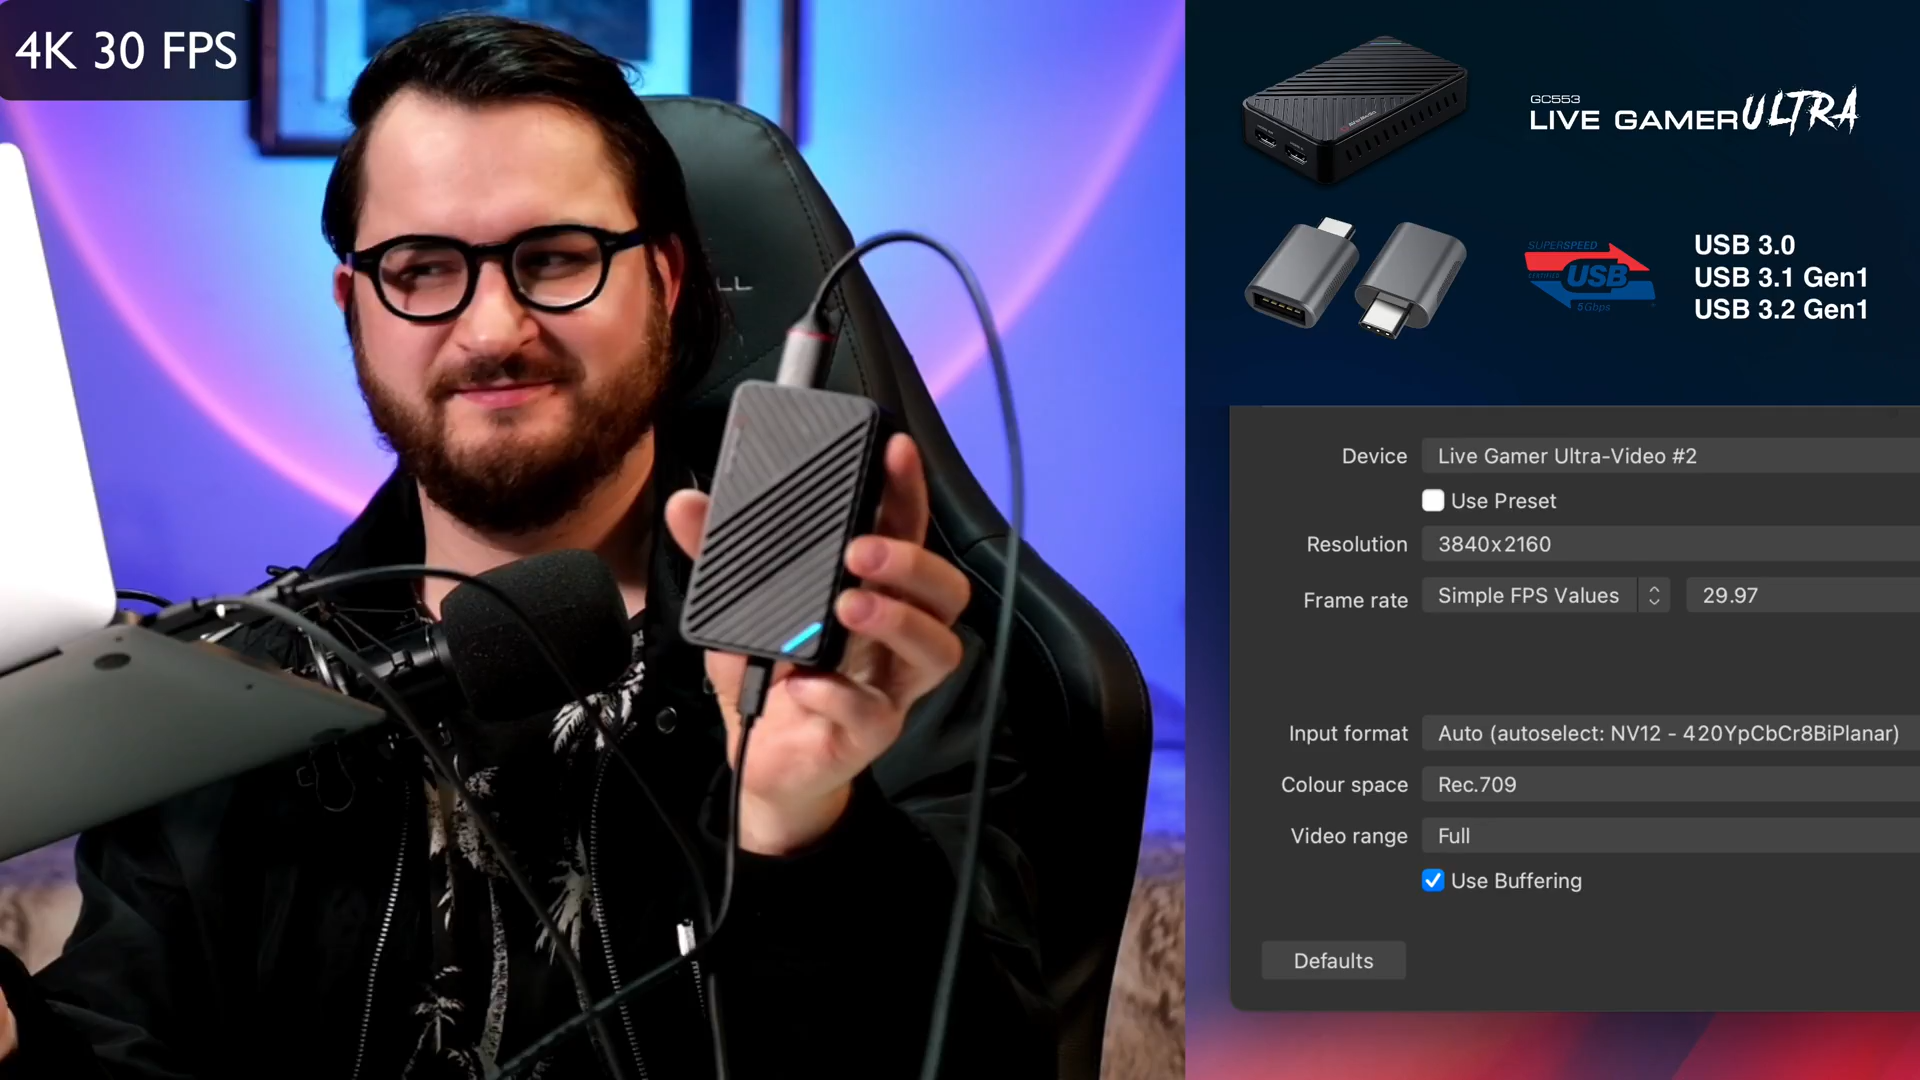 4K 30 FPS
GC553
LIVE GAMER ULTRA
SUPERSPEED
CERTIFIED
USB
5Gbps
USB 3.0
USB 3.1 Gen1
USB 3.2 Gen1
Device Live Gamer Ultra-Video #2
Use Preset
Resolution 3840x2160
Frame rate Simple FPS Values 29.97
Input format Auto (autoselect: NV12 - 420YpCbCr8BiPlanar)
Colour space Rec.709
Video range Full
Use Buffering
Defaults